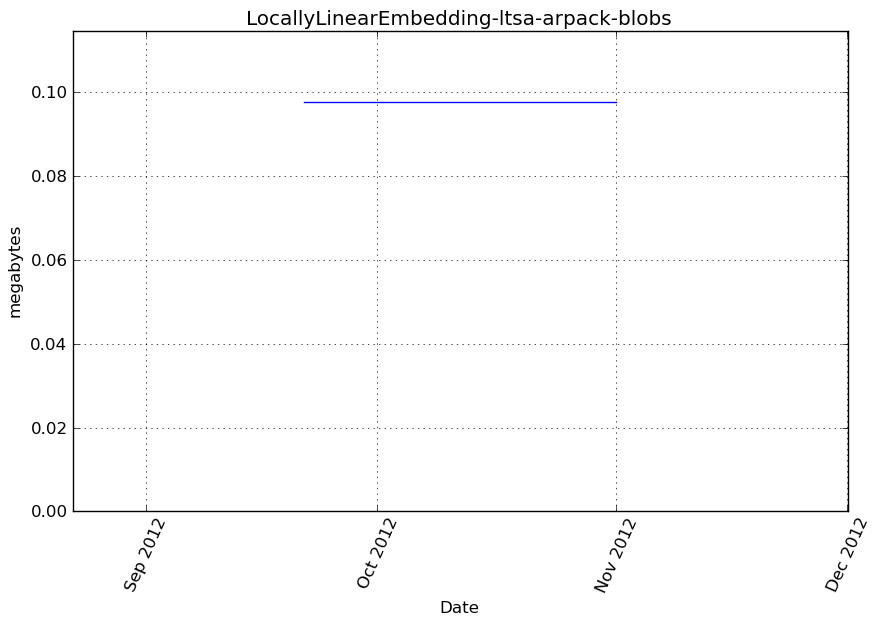 LocallyLinearEmbedding-ltsa-arpack-blobs
0.10
0.08
0.06
0.04
0.02
0.00
megabytes
Sep 2012
Oct 2012
Nov 2012
Dec 2012
Date